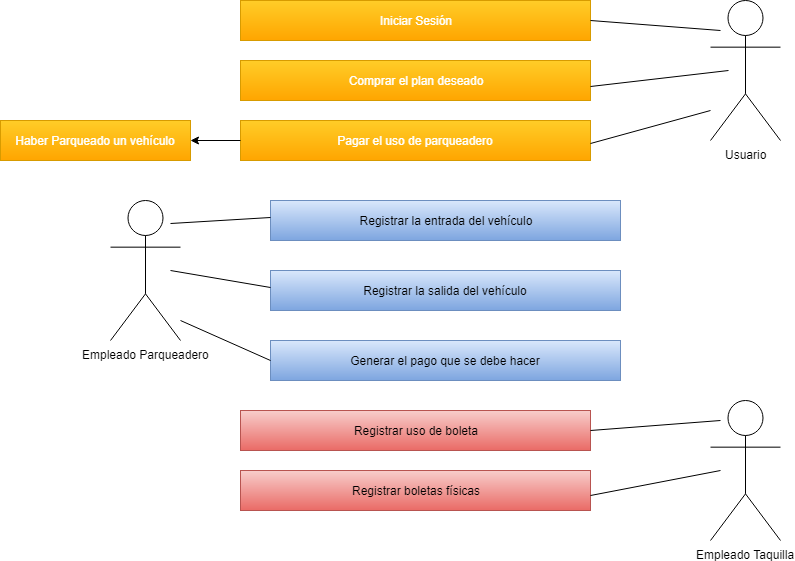 Iniciar Sesión
Comprar el plan deseado
Haber Parqueado un vehículo
Pagar el uso de parqueadero
Usuario
Registrar la entrada del vehículo
Registrar la salida del vehículo
Empleado Parqueadero
Generar el pago que se debe hacer
Registrar uso de boleta
Registrar boletas físicas
Empleado Taquilla